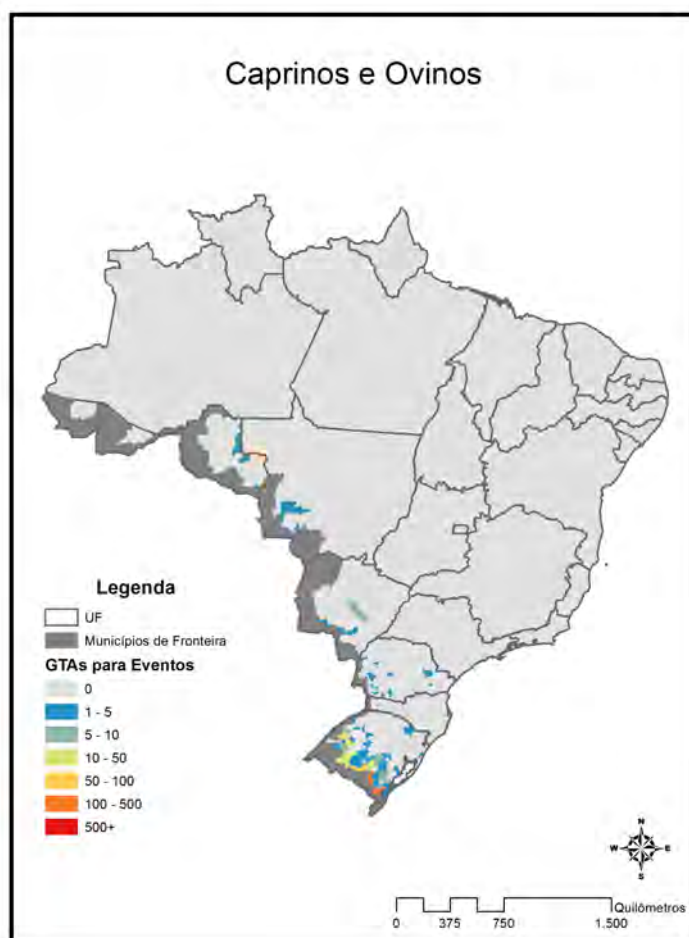 Caprinos e Ovinos
Legenda
UF
Municípios de Fronteira
GTAs para Eventos
0
1 - 5
5 - 10
10 - 50
50 - 100
100 - 500
500+
N
W E
S
Quilômetros
0 375 750 1.500